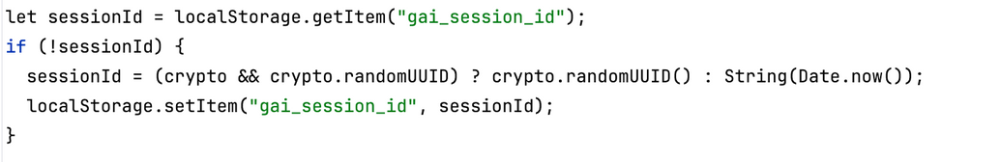 let sessionId = localStorage.getItem("gai_session_id");
if (!sessionId) {
  sessionId = (crypto && crypto.randomUUID) ? crypto.randomUUID() : String(Date.now());
  localStorage.setItem("gai_session_id", sessionId);
}